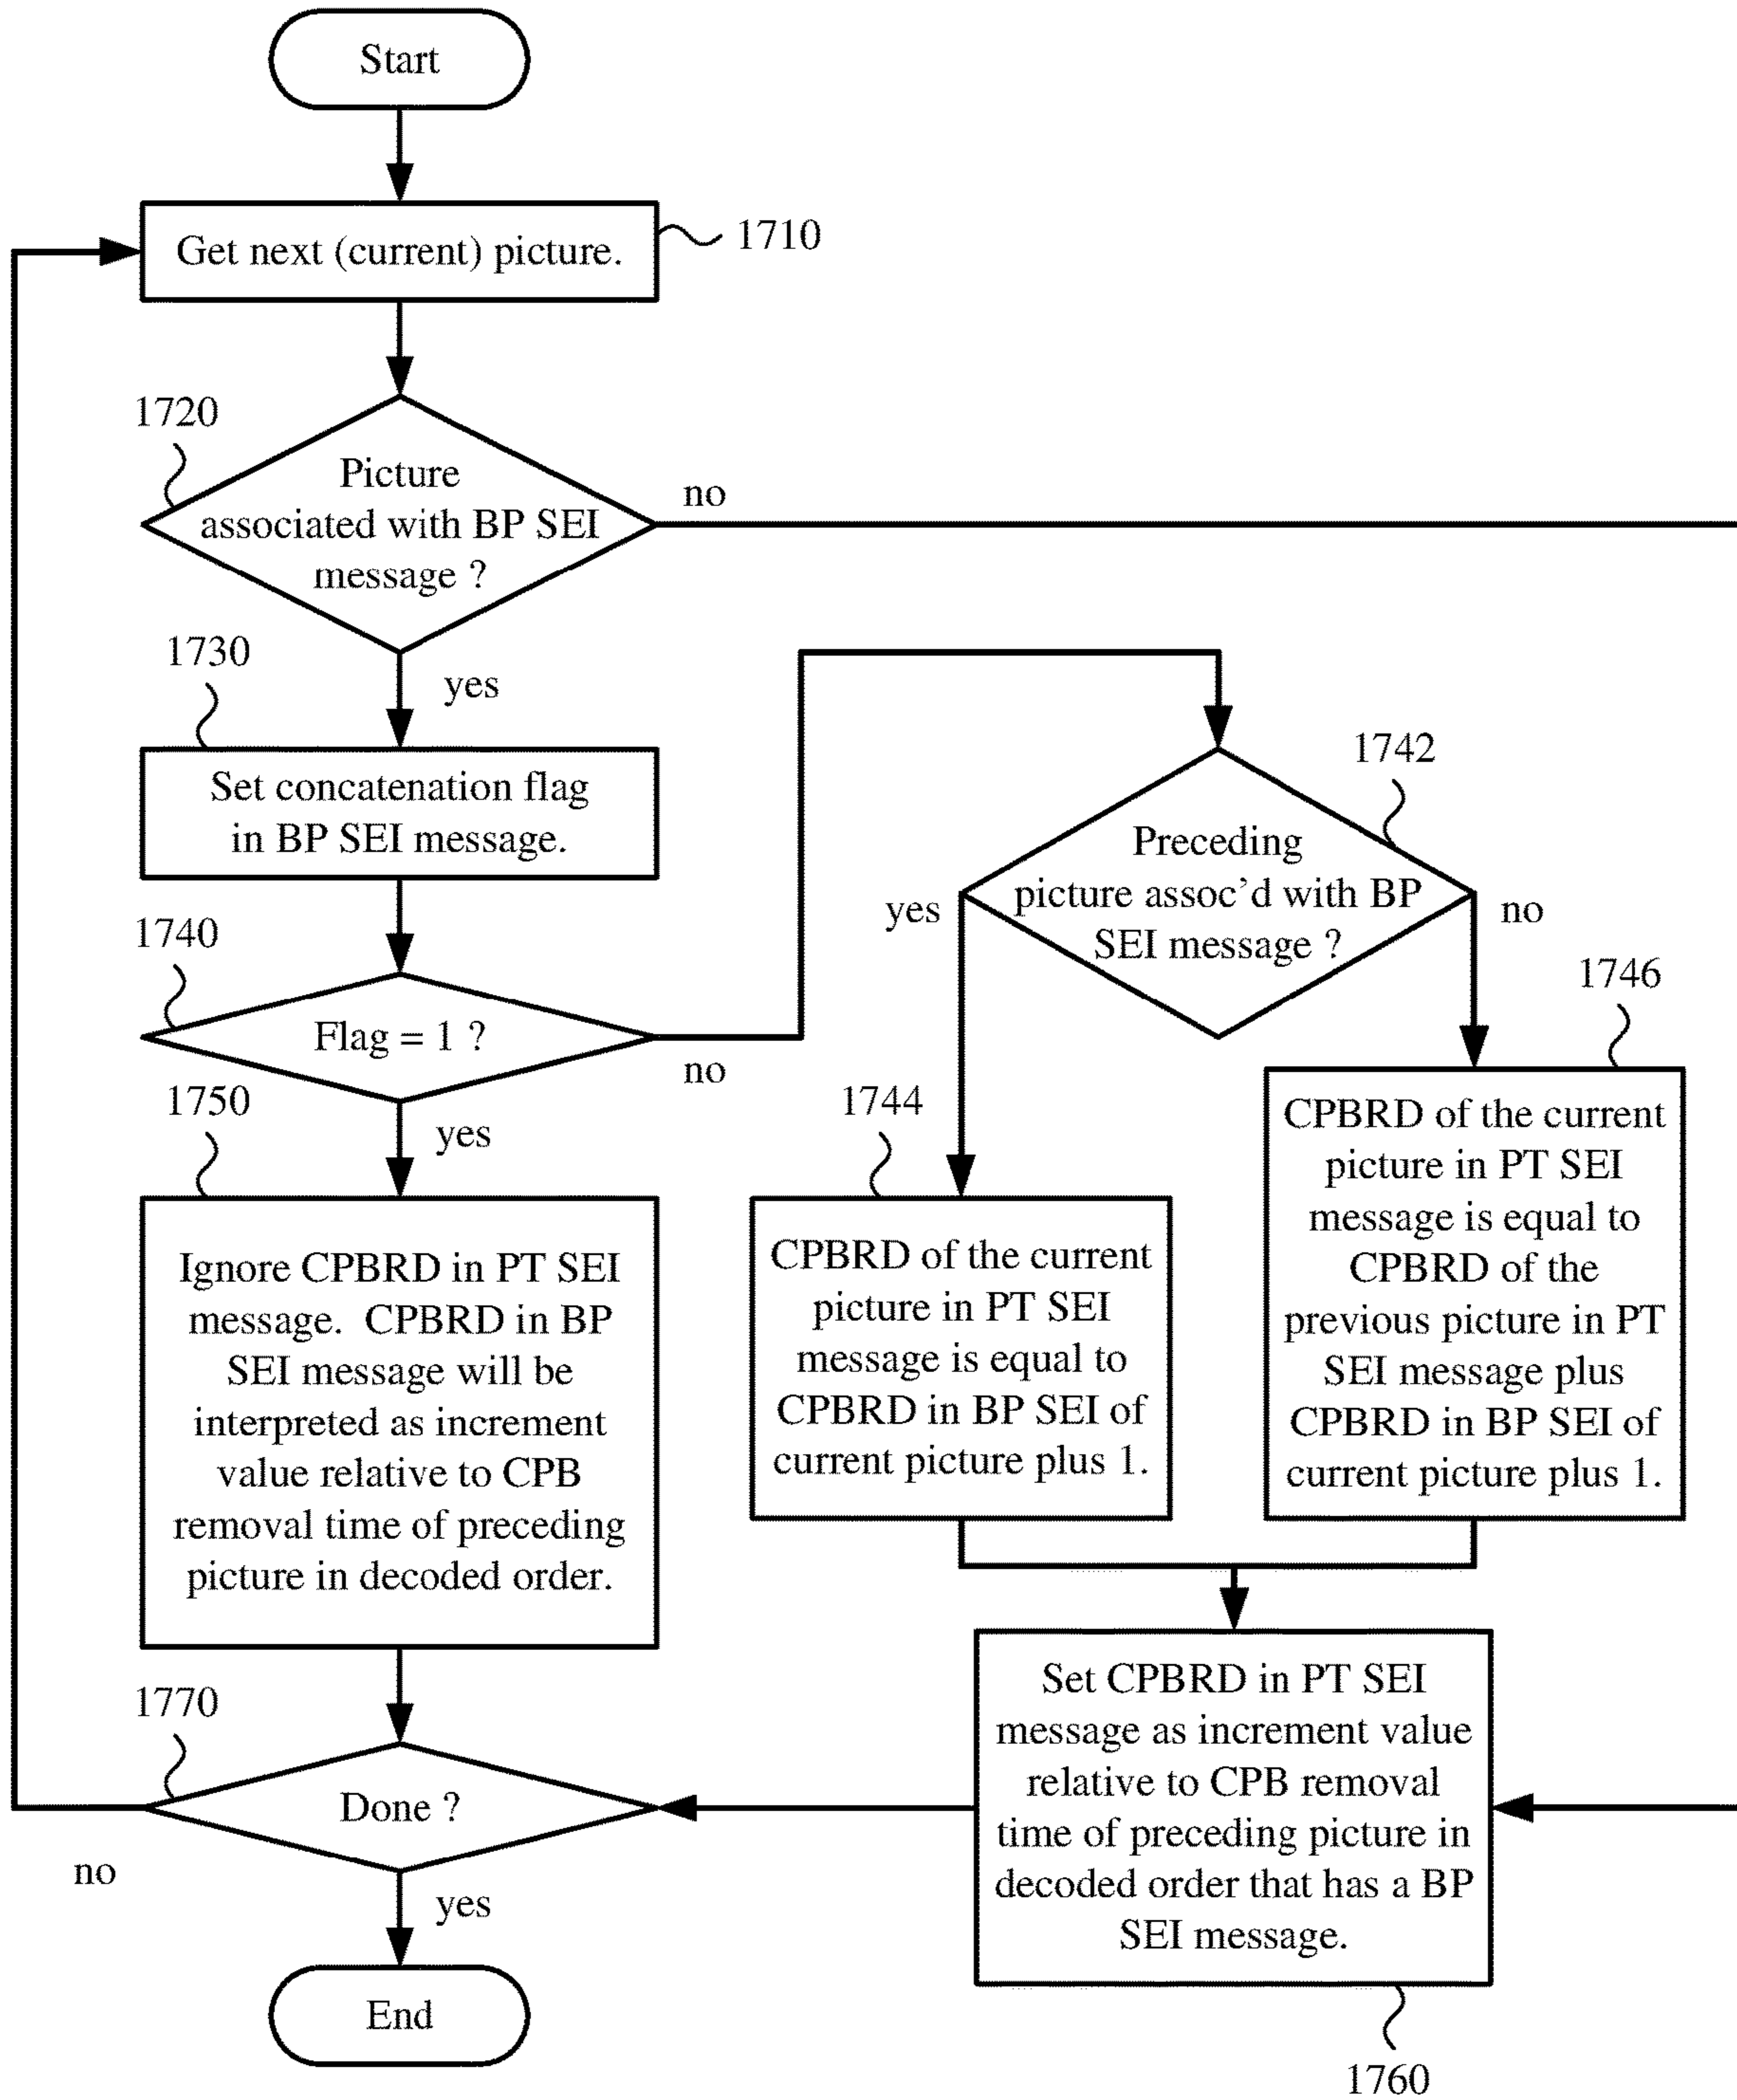 Start
Get next (current) picture.
1710
1720
Picture
associated with BP SEI
message ?
no
yes
1730
Set concatenation flag
in BP SEI message.
1740
Flag = 1 ?
no
yes
1742
Preceding
picture assoc'd with BP
SEI message ?
yes
no
1744
CPBRD of the current
picture in PT SEI
message is equal to
CPBRD in BP SEI of
current picture plus 1.
1746
CPBRD of the current
picture in PT SEI
message is equal to
CPBRD of the
previous picture in PT
SEI message plus
CPBRD in BP SEI of
current picture plus 1.
1750
Ignore CPBRD in PT SEI
message. CPBRD in BP
SEI message will be
interpreted as increment
value relative to CPB
removal time of preceding
picture in decoded order.
Set CPBRD in PT SEI
message as increment value
relative to CPB removal
time of preceding picture in
decoded order that has a BP
SEI message.
1760
1770
Done ?
no
yes
End